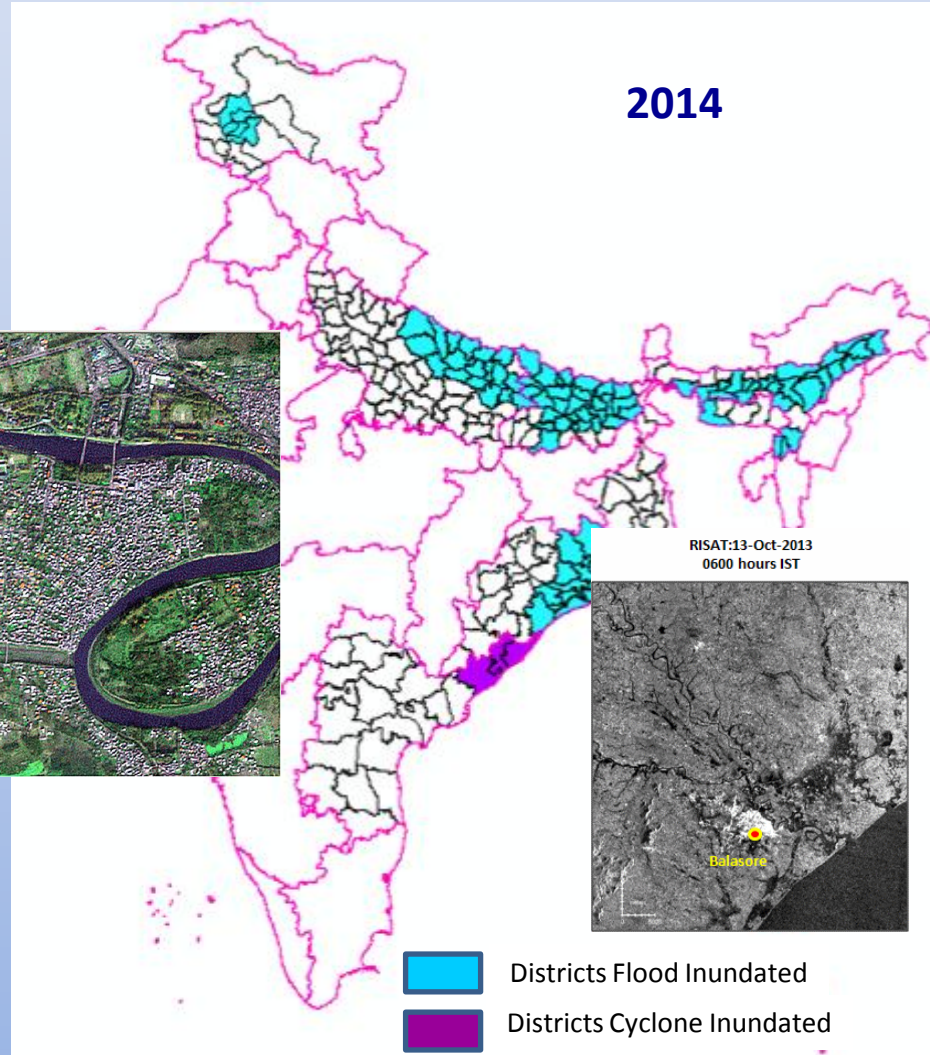 2014
RISAT:13-Oct-2013
0600 hours IST
Balasore
Districts Flood Inundated
Districts Cyclone Inundated